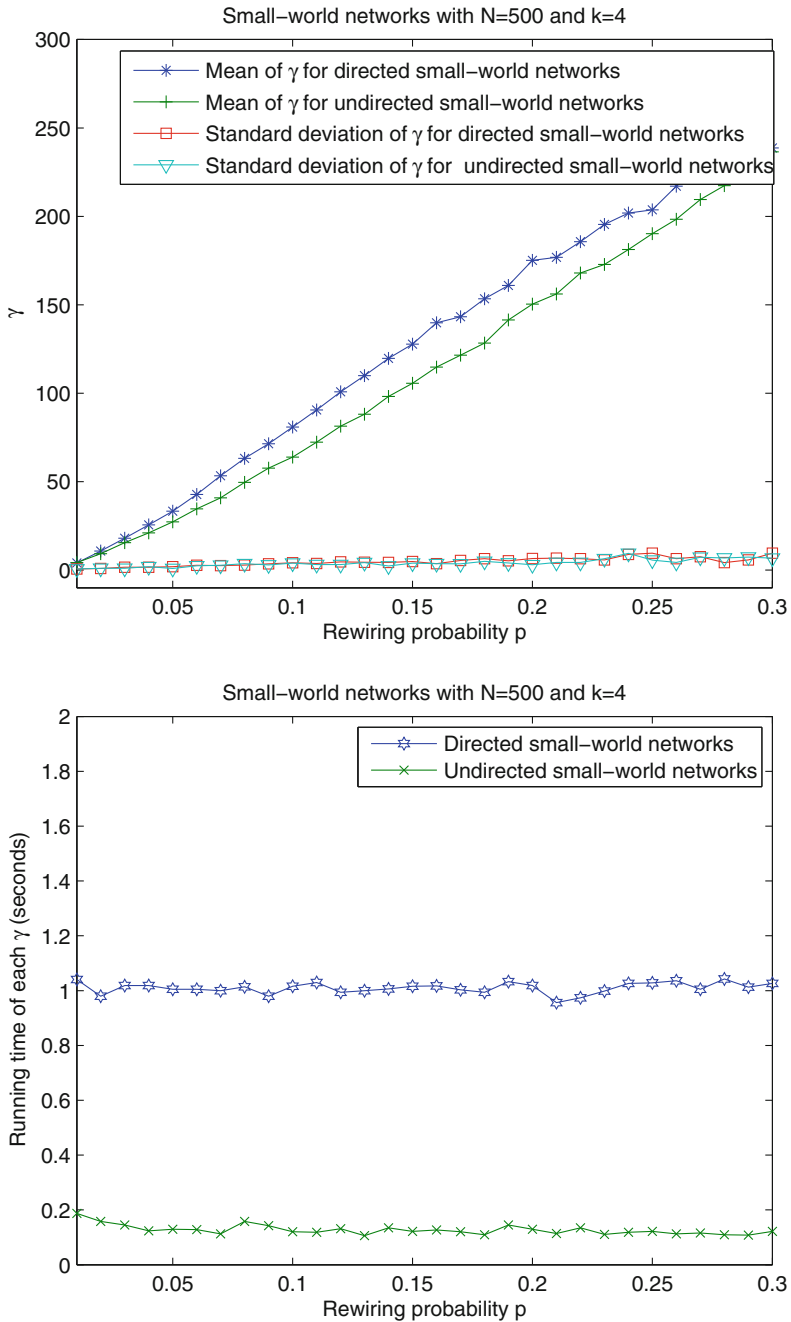 Small-world networks with N=500 and k=4
300
250
200
150
100
50
0
γ
Mean of γ for directed small-world networks
Mean of γ for undirected small-world networks
Standard deviation of γ for directed small-world networks
Standard deviation of γ for undirected small-world networks
0.05 0.1 0.15 0.2 0.25 0.3
Rewiring probability p
Small-world networks with N=500 and k=4
2
1.8
1.6
1.4
1.2
1
0.8
0.6
0.4
0.2
0
Running time of each γ (seconds)
Directed small-world networks
Undirected small-world networks
0.05 0.1 0.15 0.2 0.25 0.3
Rewiring probability p